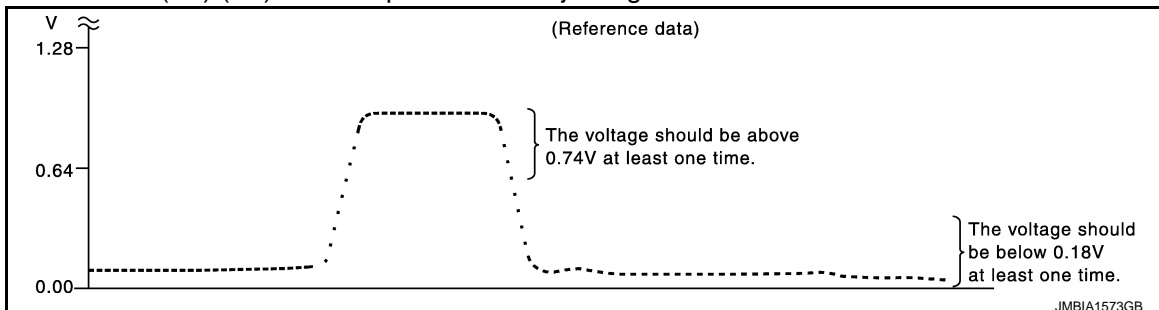 V
(Reference data)
1.28
The voltage should be above
0.74V at least one time.
0.64
The voltage should
be below 0.18V
at least one time.
0.00
JMBIA1573GB